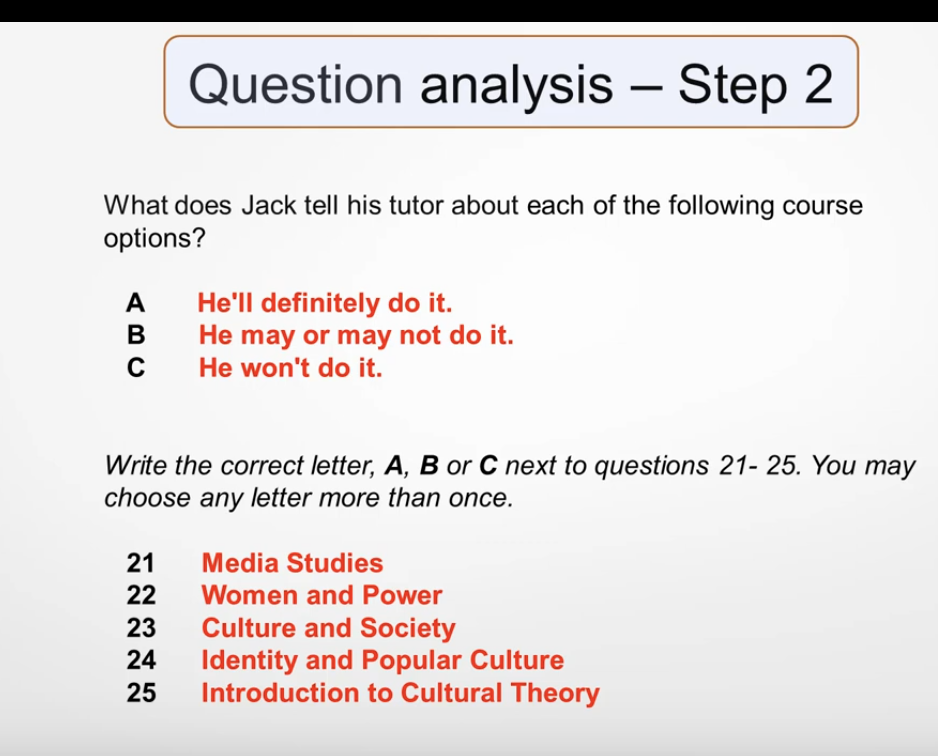 Question analysis – Step 2
What does Jack tell his tutor about each of the following course
options?
A He'll definitely do it.
B He may or may not do it.
C He won't do it.
Write the correct letter, A, B or C next to questions 21- 25. You may
choose any letter more than once.
21 Media Studies
22 Women and Power
23 Culture and Society
24 Identity and Popular Culture
25 Introduction to Cultural Theory